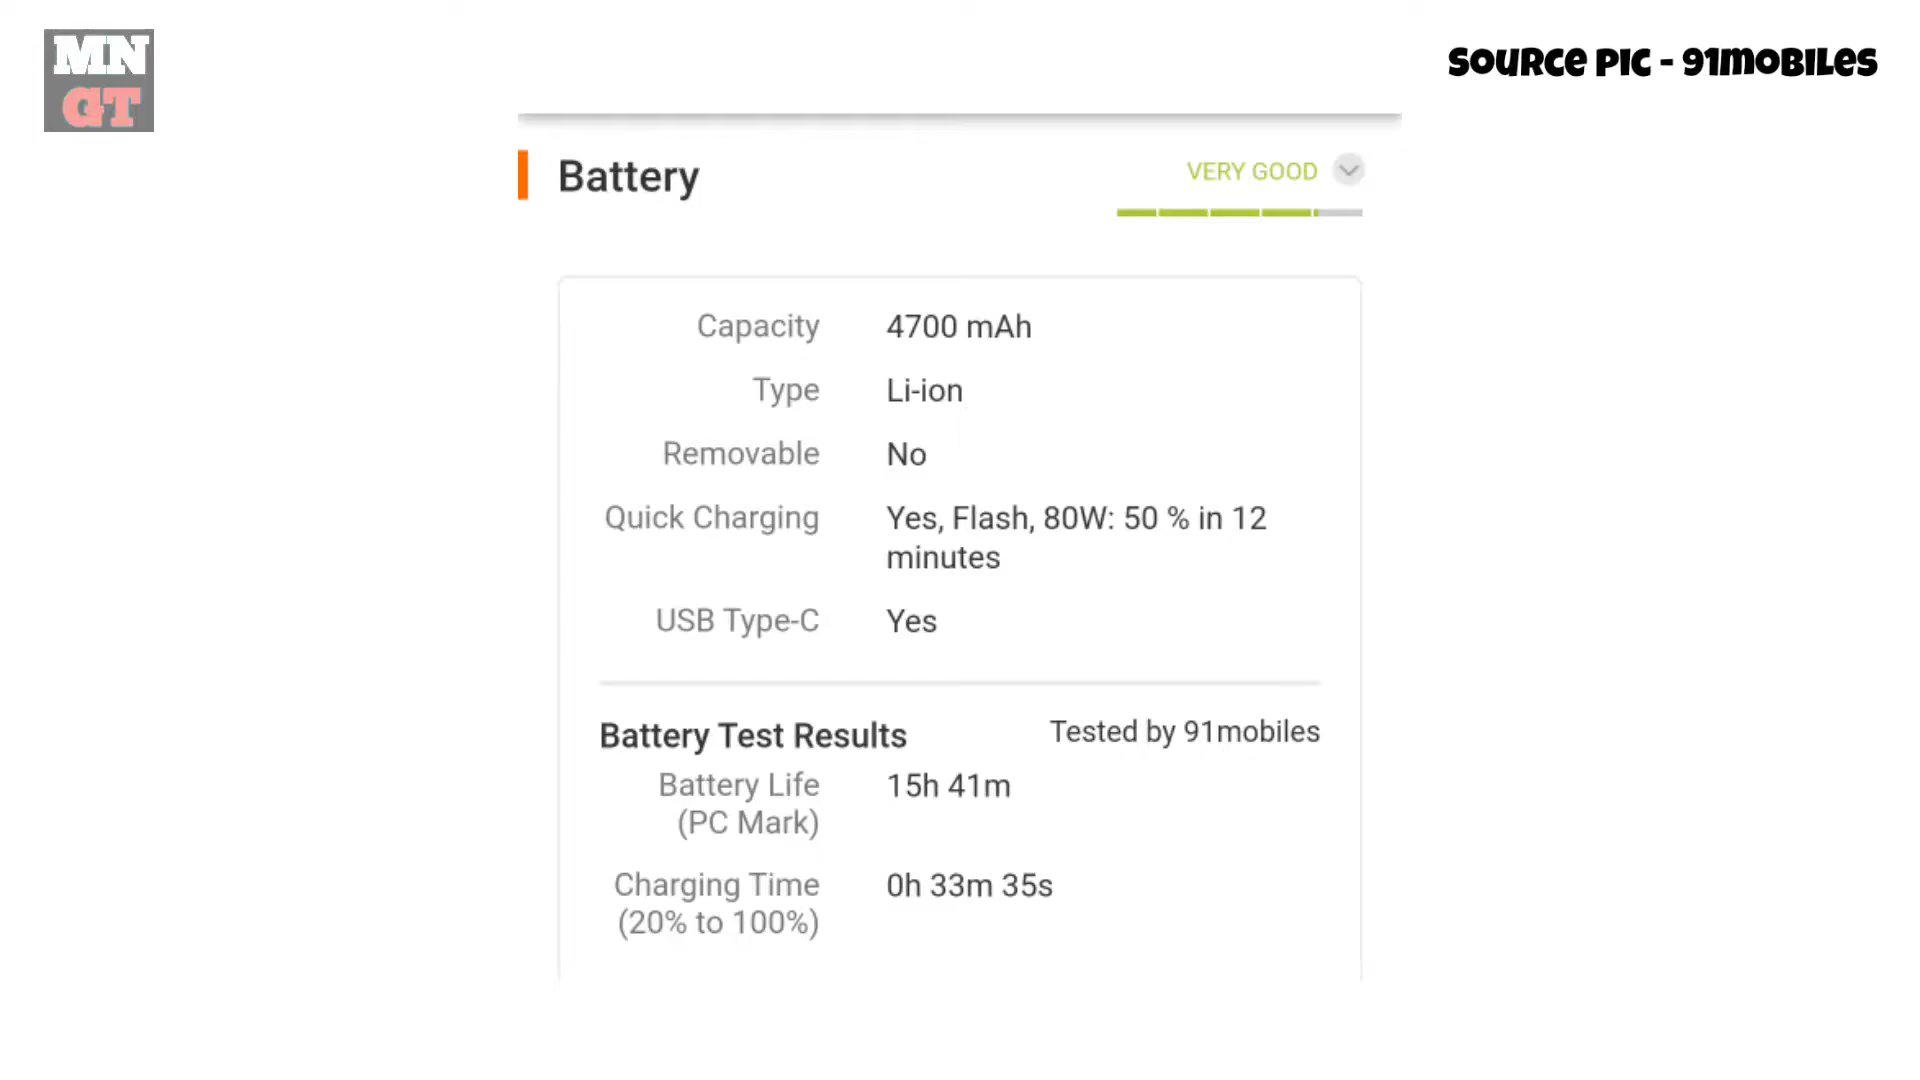 MN
GT
Source Pic - 91mobiles
Battery
VERY GOOD
Capacity 4700 mAh
Type Li-ion
Removable No
Quick Charging Yes, Flash, 80W: 50 % in 12
minutes
USB Type-C Yes
Battery Test Results Tested by 91mobiles
Battery Life 15h 41m
(PC Mark)
Charging Time 0h 33m 35s
(20% to 100%)